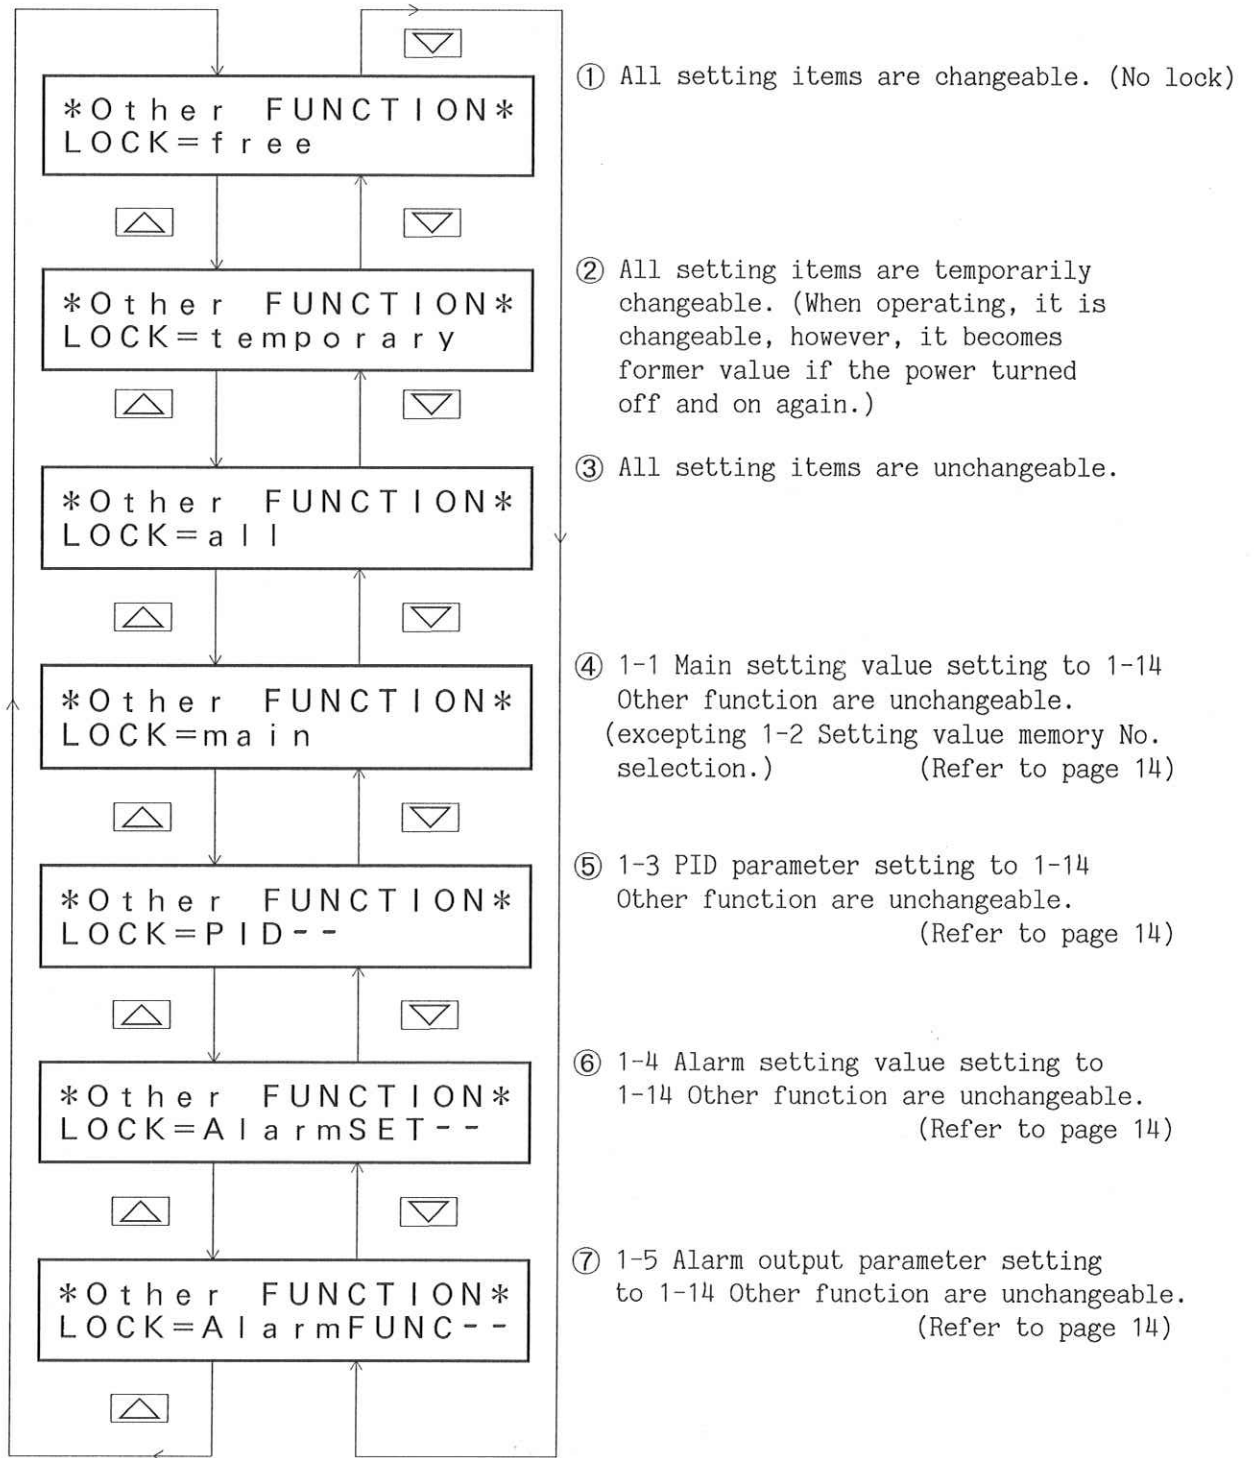 *Other FUNCTION*
LOCK=free
① All setting items are changeable. (No lock)
*Other FUNCTION*
LOCK=temporary
② All setting items are temporarily
changeable. (When operating, it is
changeable, however, it becomes
former value if the power turned
off and on again.)
*Other FUNCTION*
LOCK=all
③ All setting items are unchangeable.
*Other FUNCTION*
LOCK=main
④ 1-1 Main setting value setting to 1-14
Other function are unchangeable.
(excepting 1-2 Setting value memory No.
selection.) (Refer to page 14)
*Other FUNCTION*
LOCK=PID--
⑤ 1-3 PID parameter setting to 1-14
Other function are unchangeable.
(Refer to page 14)
*Other FUNCTION*
LOCK=AlarmSET--
⑥ 1-4 Alarm setting value setting to
1-14 Other function are unchangeable.
(Refer to page 14)
*Other FUNCTION*
LOCK=AlarmFUNC--
⑦ 1-5 Alarm output parameter setting
to 1-14 Other function are unchangeable.
(Refer to page 14)